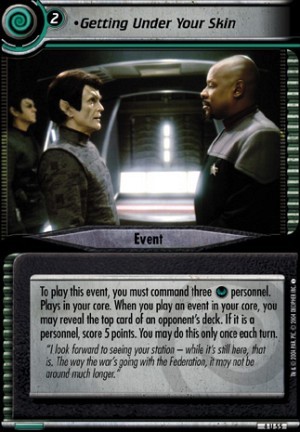 2
•Getting Under Your Skin
Event
To play this event, you must command three personnel.
Plays in your core. When you play an event in your core, you
may reveal the top card of an opponent's deck. If it is a
personnel, score 5 points. You may do this only once each turn.
"I look forward to seeing your station – while it's still here, that
is. The way the war's going with the Federation, it may not be
around much longer."
6 U 55